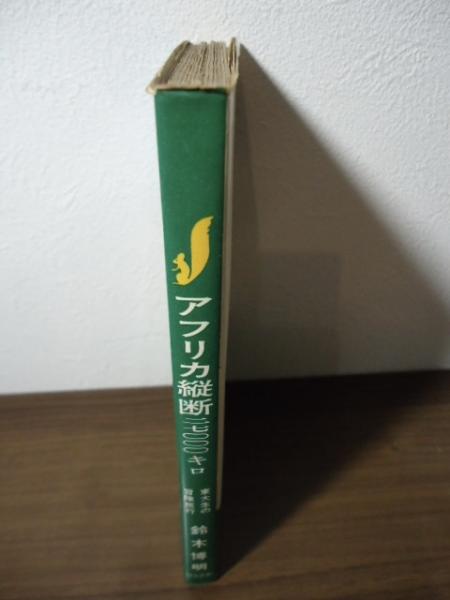 アフリカ縦断二七〇〇〇キロ
東大生の
冒険旅行
鈴木博明